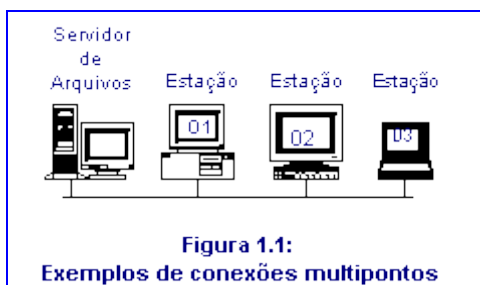 Servidor
de
Arquivos
Estação
Estação
Estação
01
02
03
Figura 1.1:
Exemplos de conexões multipontos